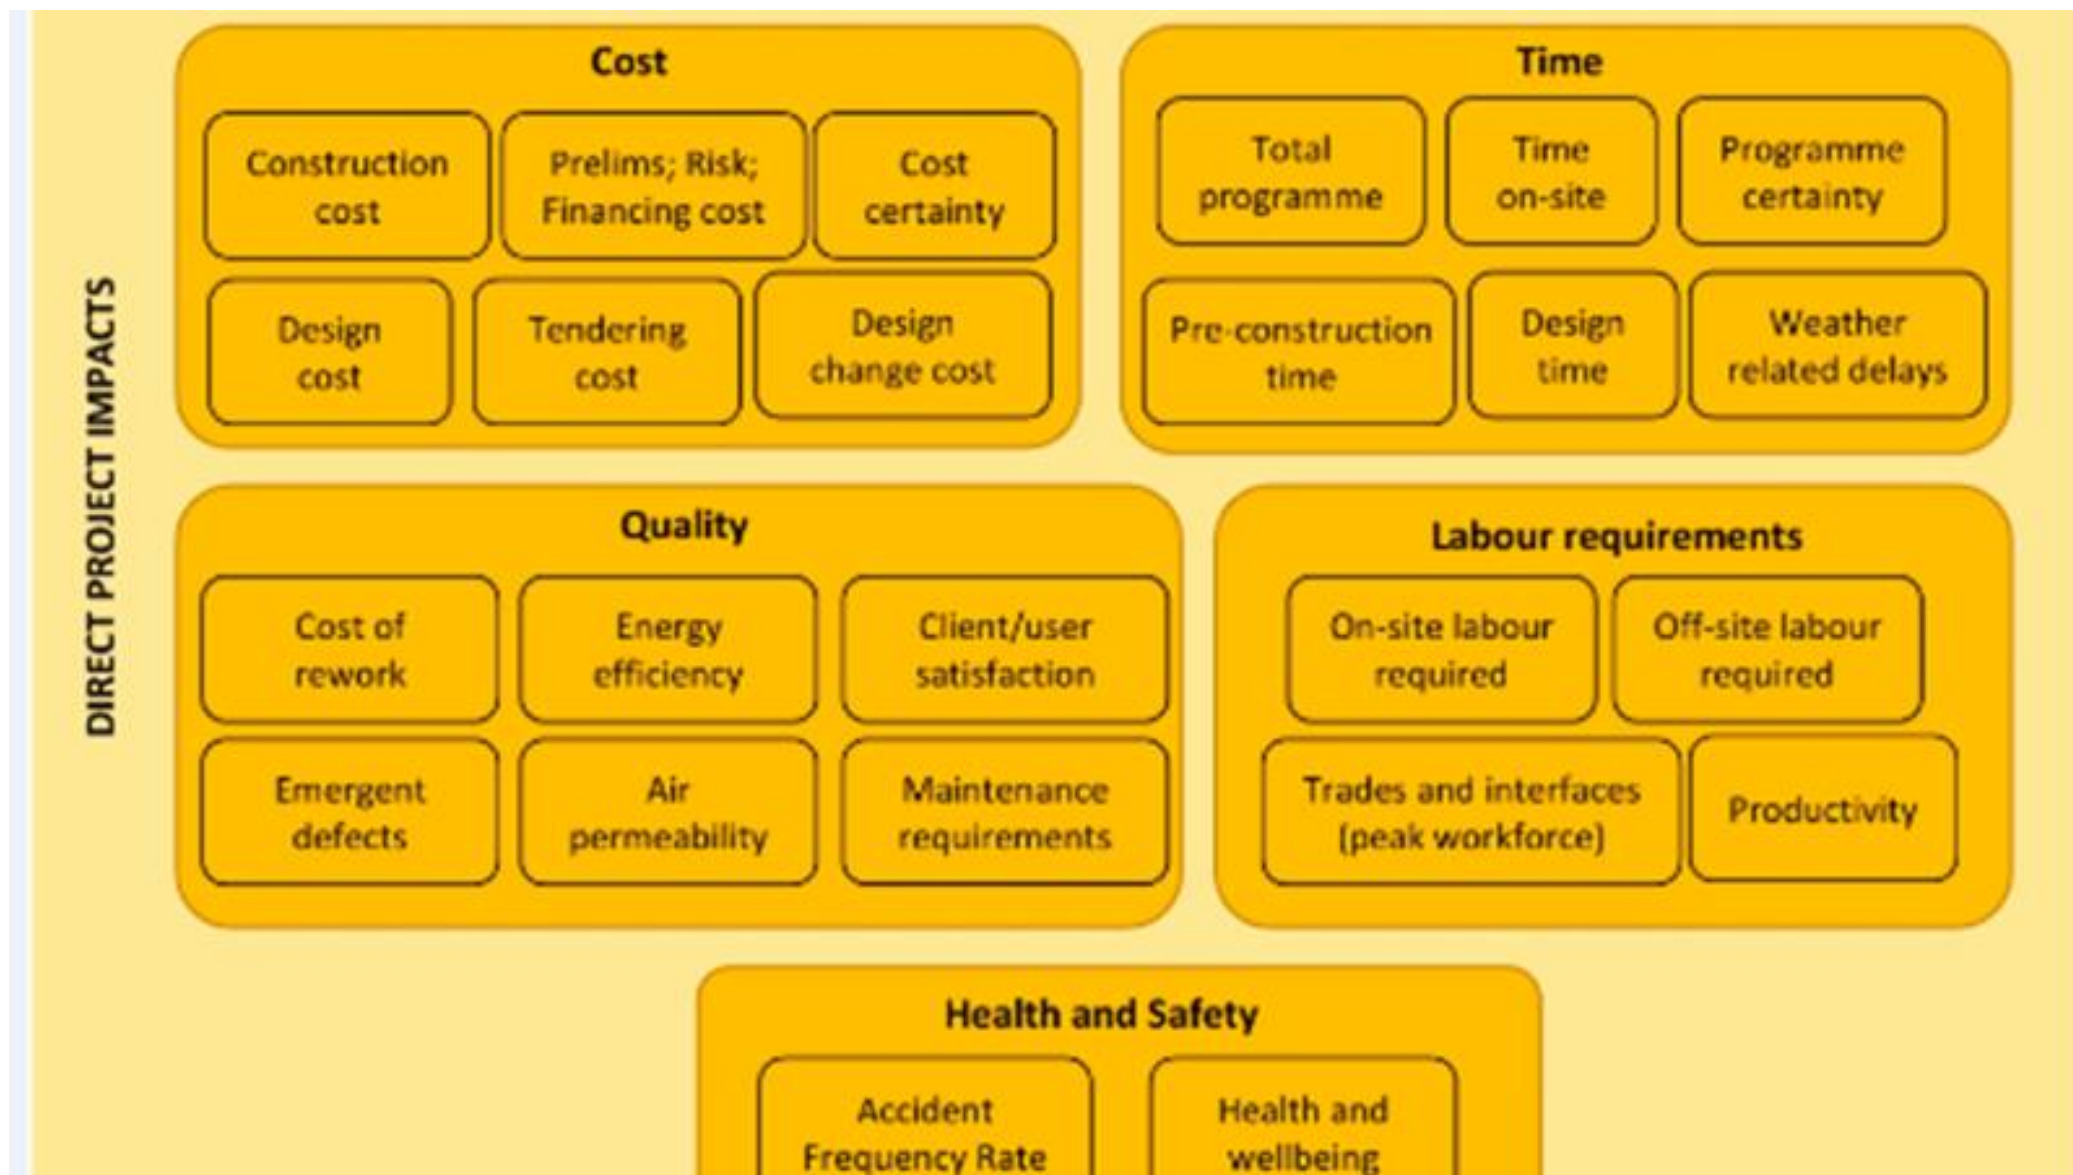 DIRECT PROJECT IMPACTS
Cost
Construction
cost
Prelims; Risk;
Financing cost
Cost
certainty
Design
cost
Tendering
cost
Design
change cost
Time
Total
programme
Time
on-site
Programme
certainty
Pre-construction
time
Design
time
Weather
related delays
Quality
Cost of
rework
Energy
efficiency
Client/user
satisfaction
Emergent
defects
Air
permeability
Maintenance
requirements
Labour requirements
On-site labour
required
Off-site labour
required
Trades and interfaces
(peak workforce)
Productivity
Health and Safety
Accident
Frequency Rate
Health and
wellbeing